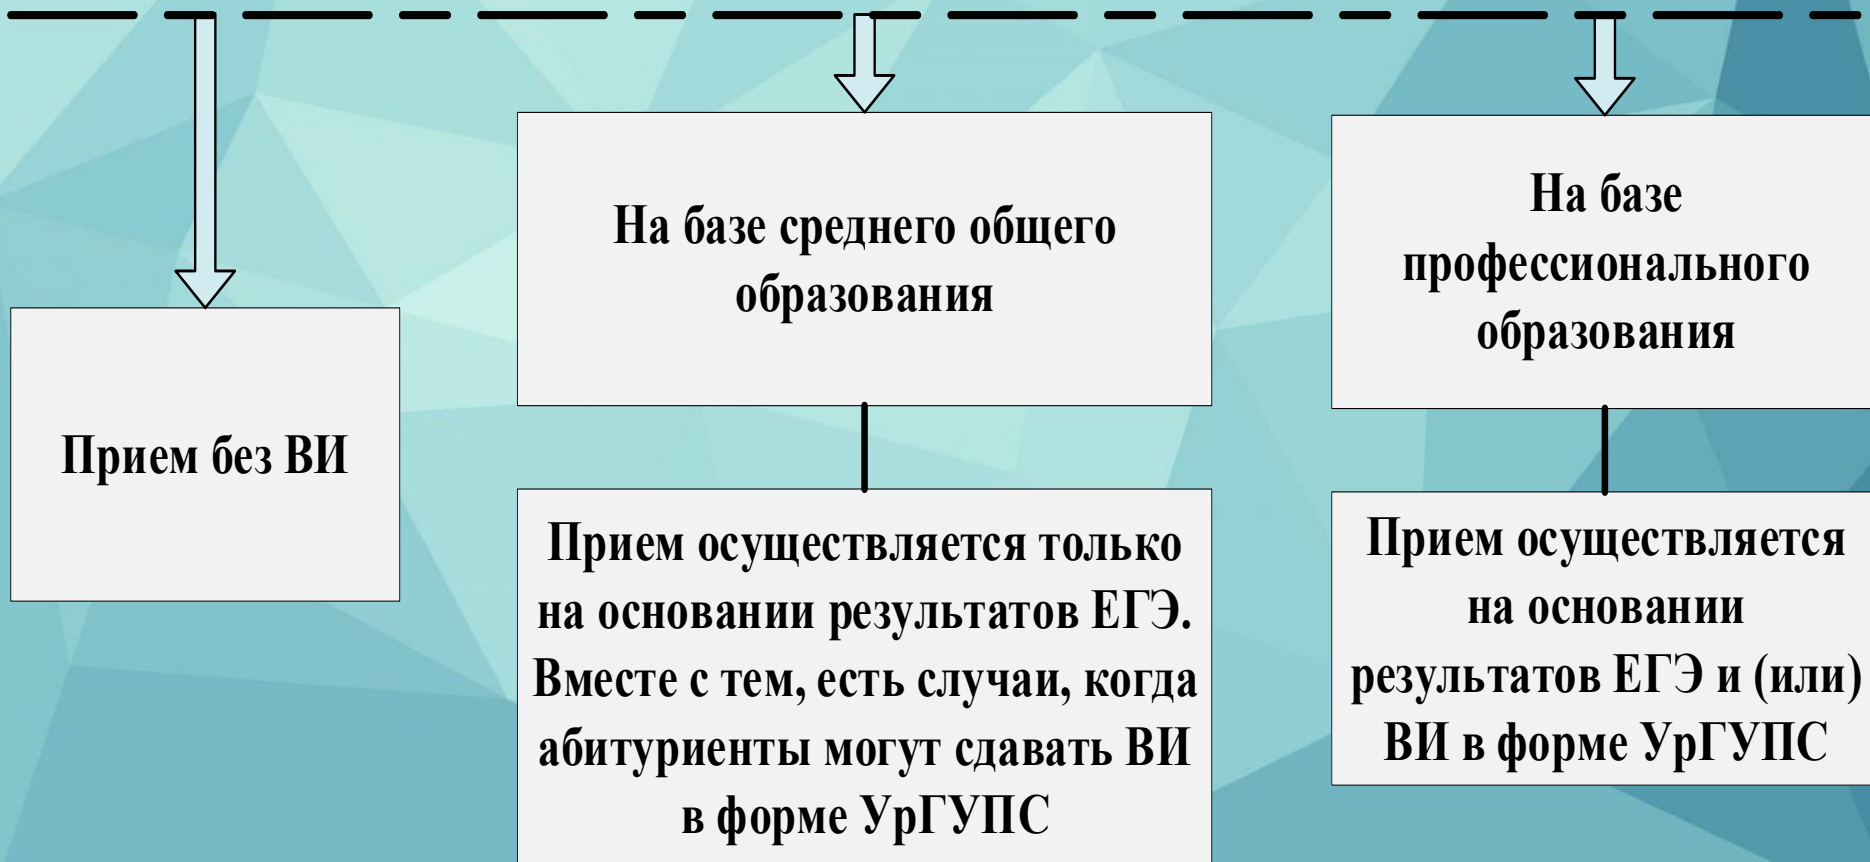 Прием без ВИ
На базе среднего общего
образования
Прием осуществляется только
на основании результатов ЕГЭ.
Вместе с тем, есть случаи, когда
абитуриенты могут сдавать ВИ
в форме УрГУПС
На базе
профессионального
образования
Прием осуществляется
на основании
результатов ЕГЭ и (или)
ВИ в форме УрГУПС